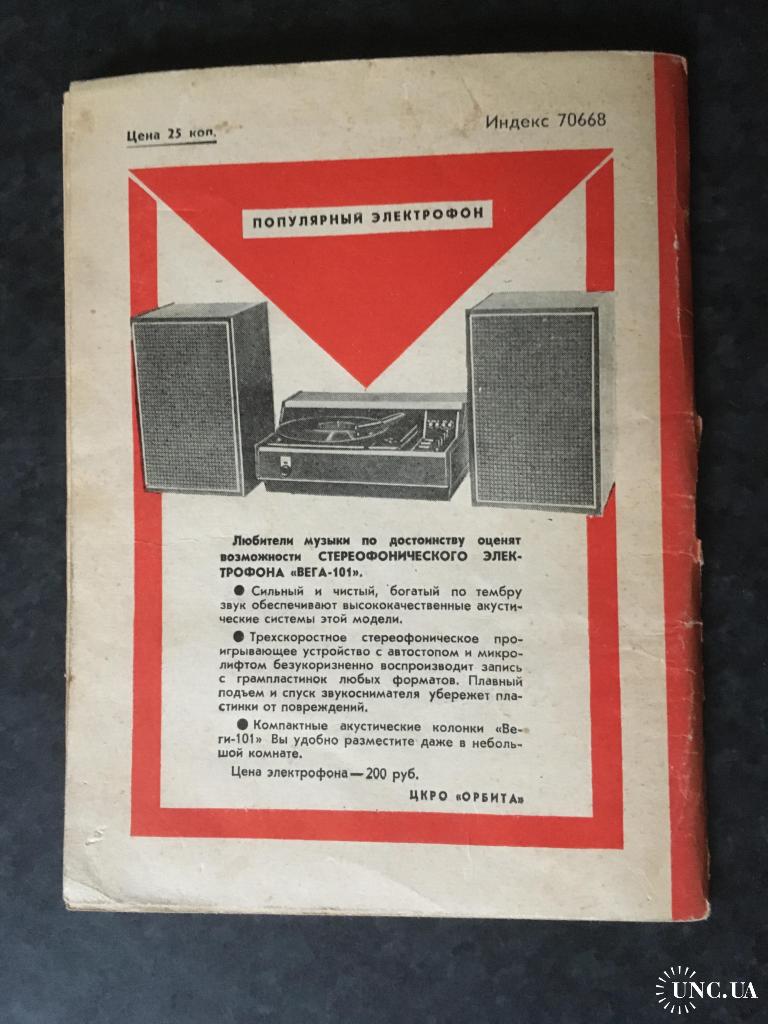 Цена 25 коп.
Индекс 70668
ПОПУЛЯРНЫЙ ЭЛЕКТРОФОН
Любители музыки по достоинству оценят
возможности СТЕРЕОФОНИЧЕСКОГО ЭЛЕК-
ТРОФОНА «ВЕГА-101».
● Сильный и чистый, богатый по тембру
звук обеспечивают высококачественные акусти-
ческие системы этой модели.
● Трехскоростное стереофоническое про-
игрывающее устройство с автостопом и микро-
лифтом безукоризненно воспроизводит запись
с грампластинок любых форматов. Плавный
подъем и спуск звукоснимателя убережет пла-
стинки от повреждений.
● Компактные акустические колонки «Ве-
ги-101» Вы удобно разместите даже в неболь-
шой комнате.
Цена электрофона—200 руб.
ЦКРО «ОРБИТА»
UNC.UA